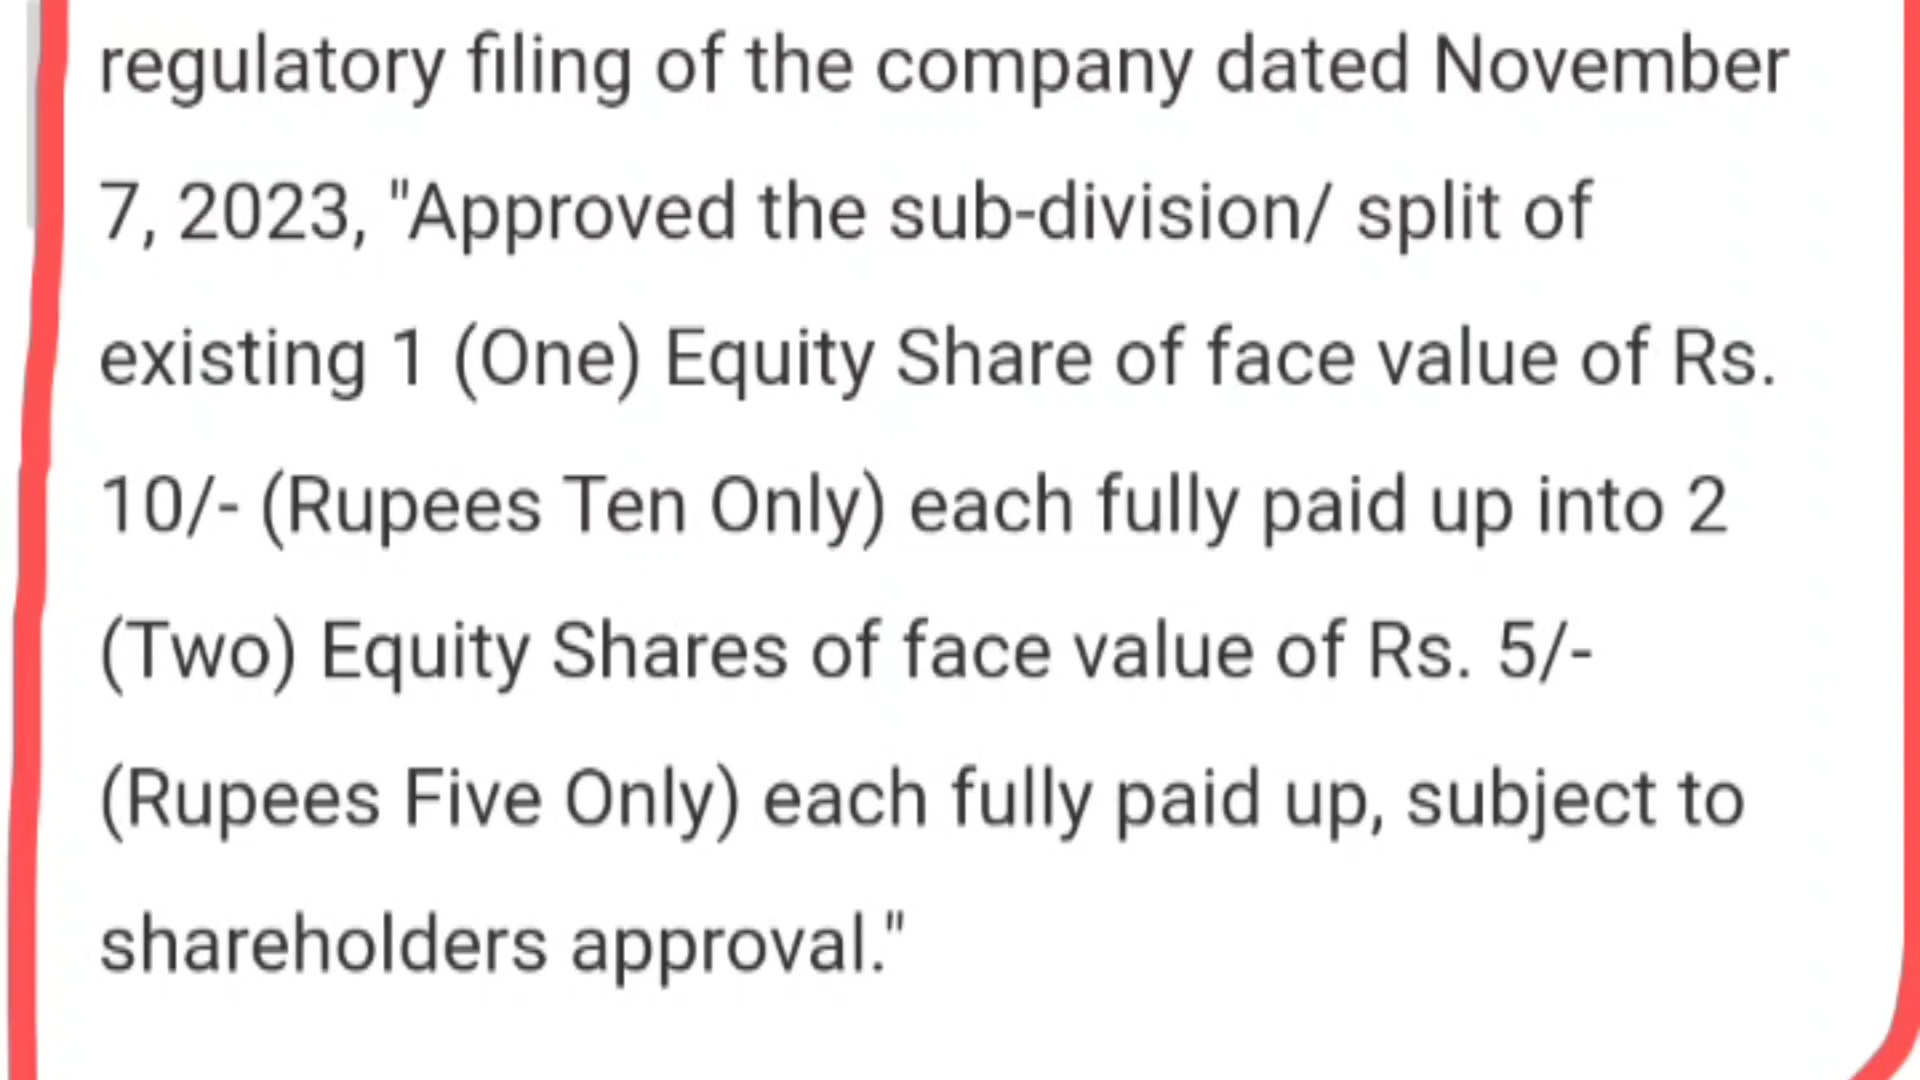 regulatory filing of the company dated November
7, 2023, "Approved the sub-division/ split of
existing 1 (One) Equity Share of face value of Rs.
10/- (Rupees Ten Only) each fully paid up into 2
(Two) Equity Shares of face value of Rs. 5/-
(Rupees Five Only) each fully paid up, subject to
shareholders approval."